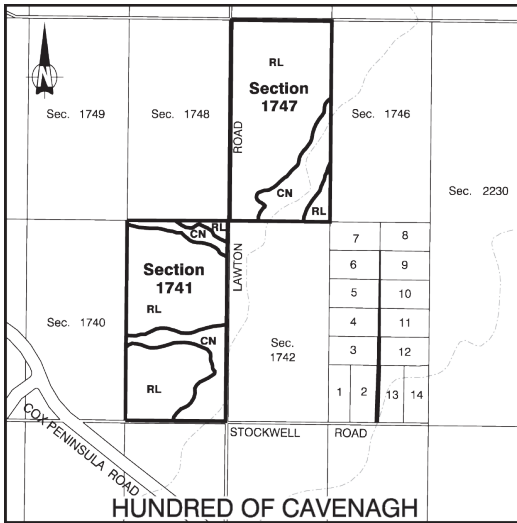 N
RL
Section
1747
Sec. 1749
Sec. 1748
ROAD
Sec. 1746
Sec. 2230
CN
RL
RL
CN
LAWTON
Section
1741
RL
CN
RL
Sec. 1740
Sec.
1742
7
8
6
9
5
10
4
11
3
12
1
2
13
14
STOCKWELL ROAD
COX PENINSULA ROAD
HUNDRED OF CAVENAGH